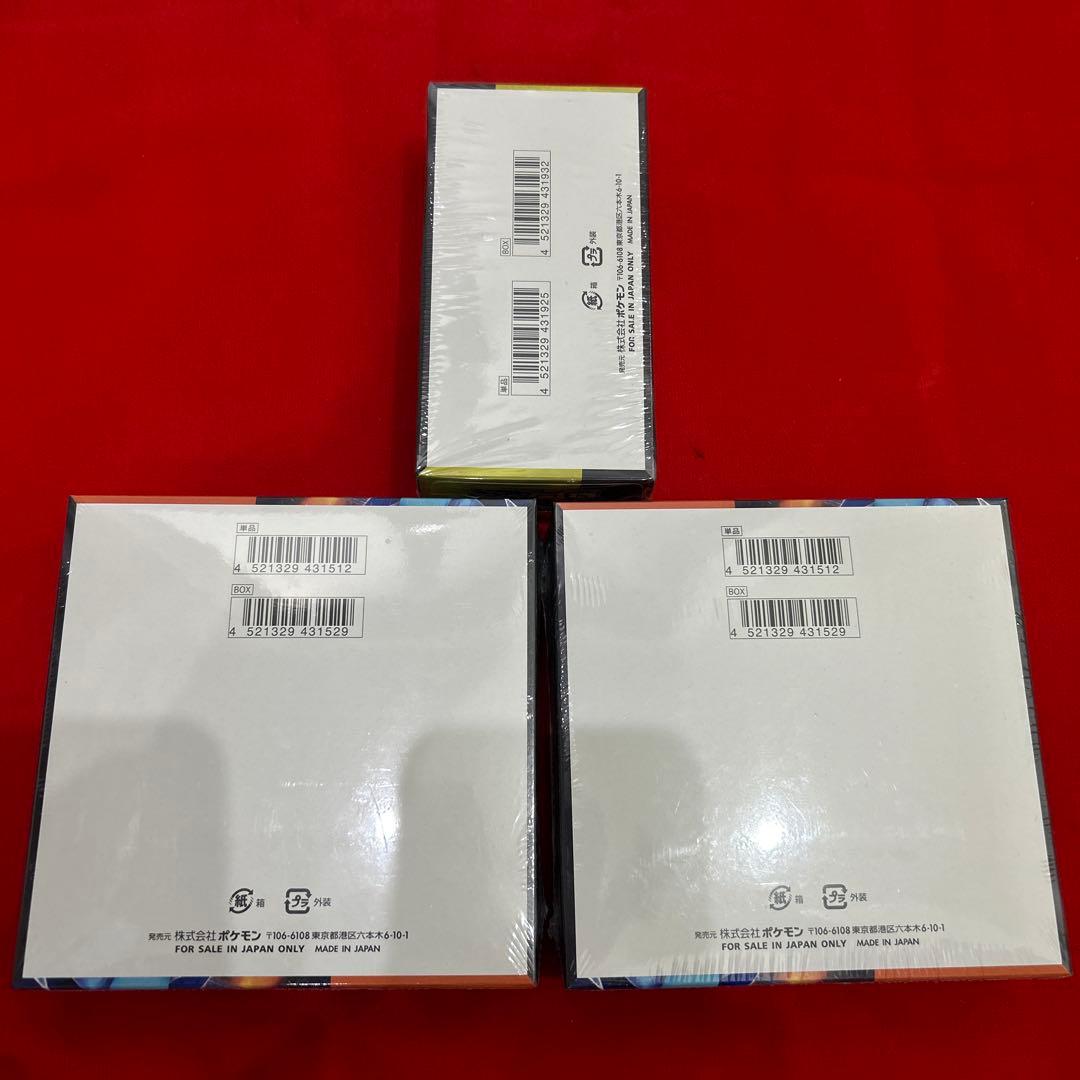 BOX
4 521329 431932
単品
4 521329 431925
紙 箱
プラ 外装
発売元 株式会社 ポケモン 〒106-6108 東京都港区六本木6-10-1
FOR SALE IN JAPAN ONLY MADE IN JAPAN
単品
4 521329 431512
BOX
4 521329 431529
紙 箱 プラ 外装
発売元 株式会社 ポケモン 〒106-6108 東京都港区六本木6-10-1
FOR SALE IN JAPAN ONLY MADE IN JAPAN
単品
4 521329 431512
BOX
4 521329 431529
紙 箱 プラ 外装
発売元 株式会社 ポケモン 〒106-6108 東京都港区六本木6-10-1
FOR SALE IN JAPAN ONLY MADE IN JAPAN